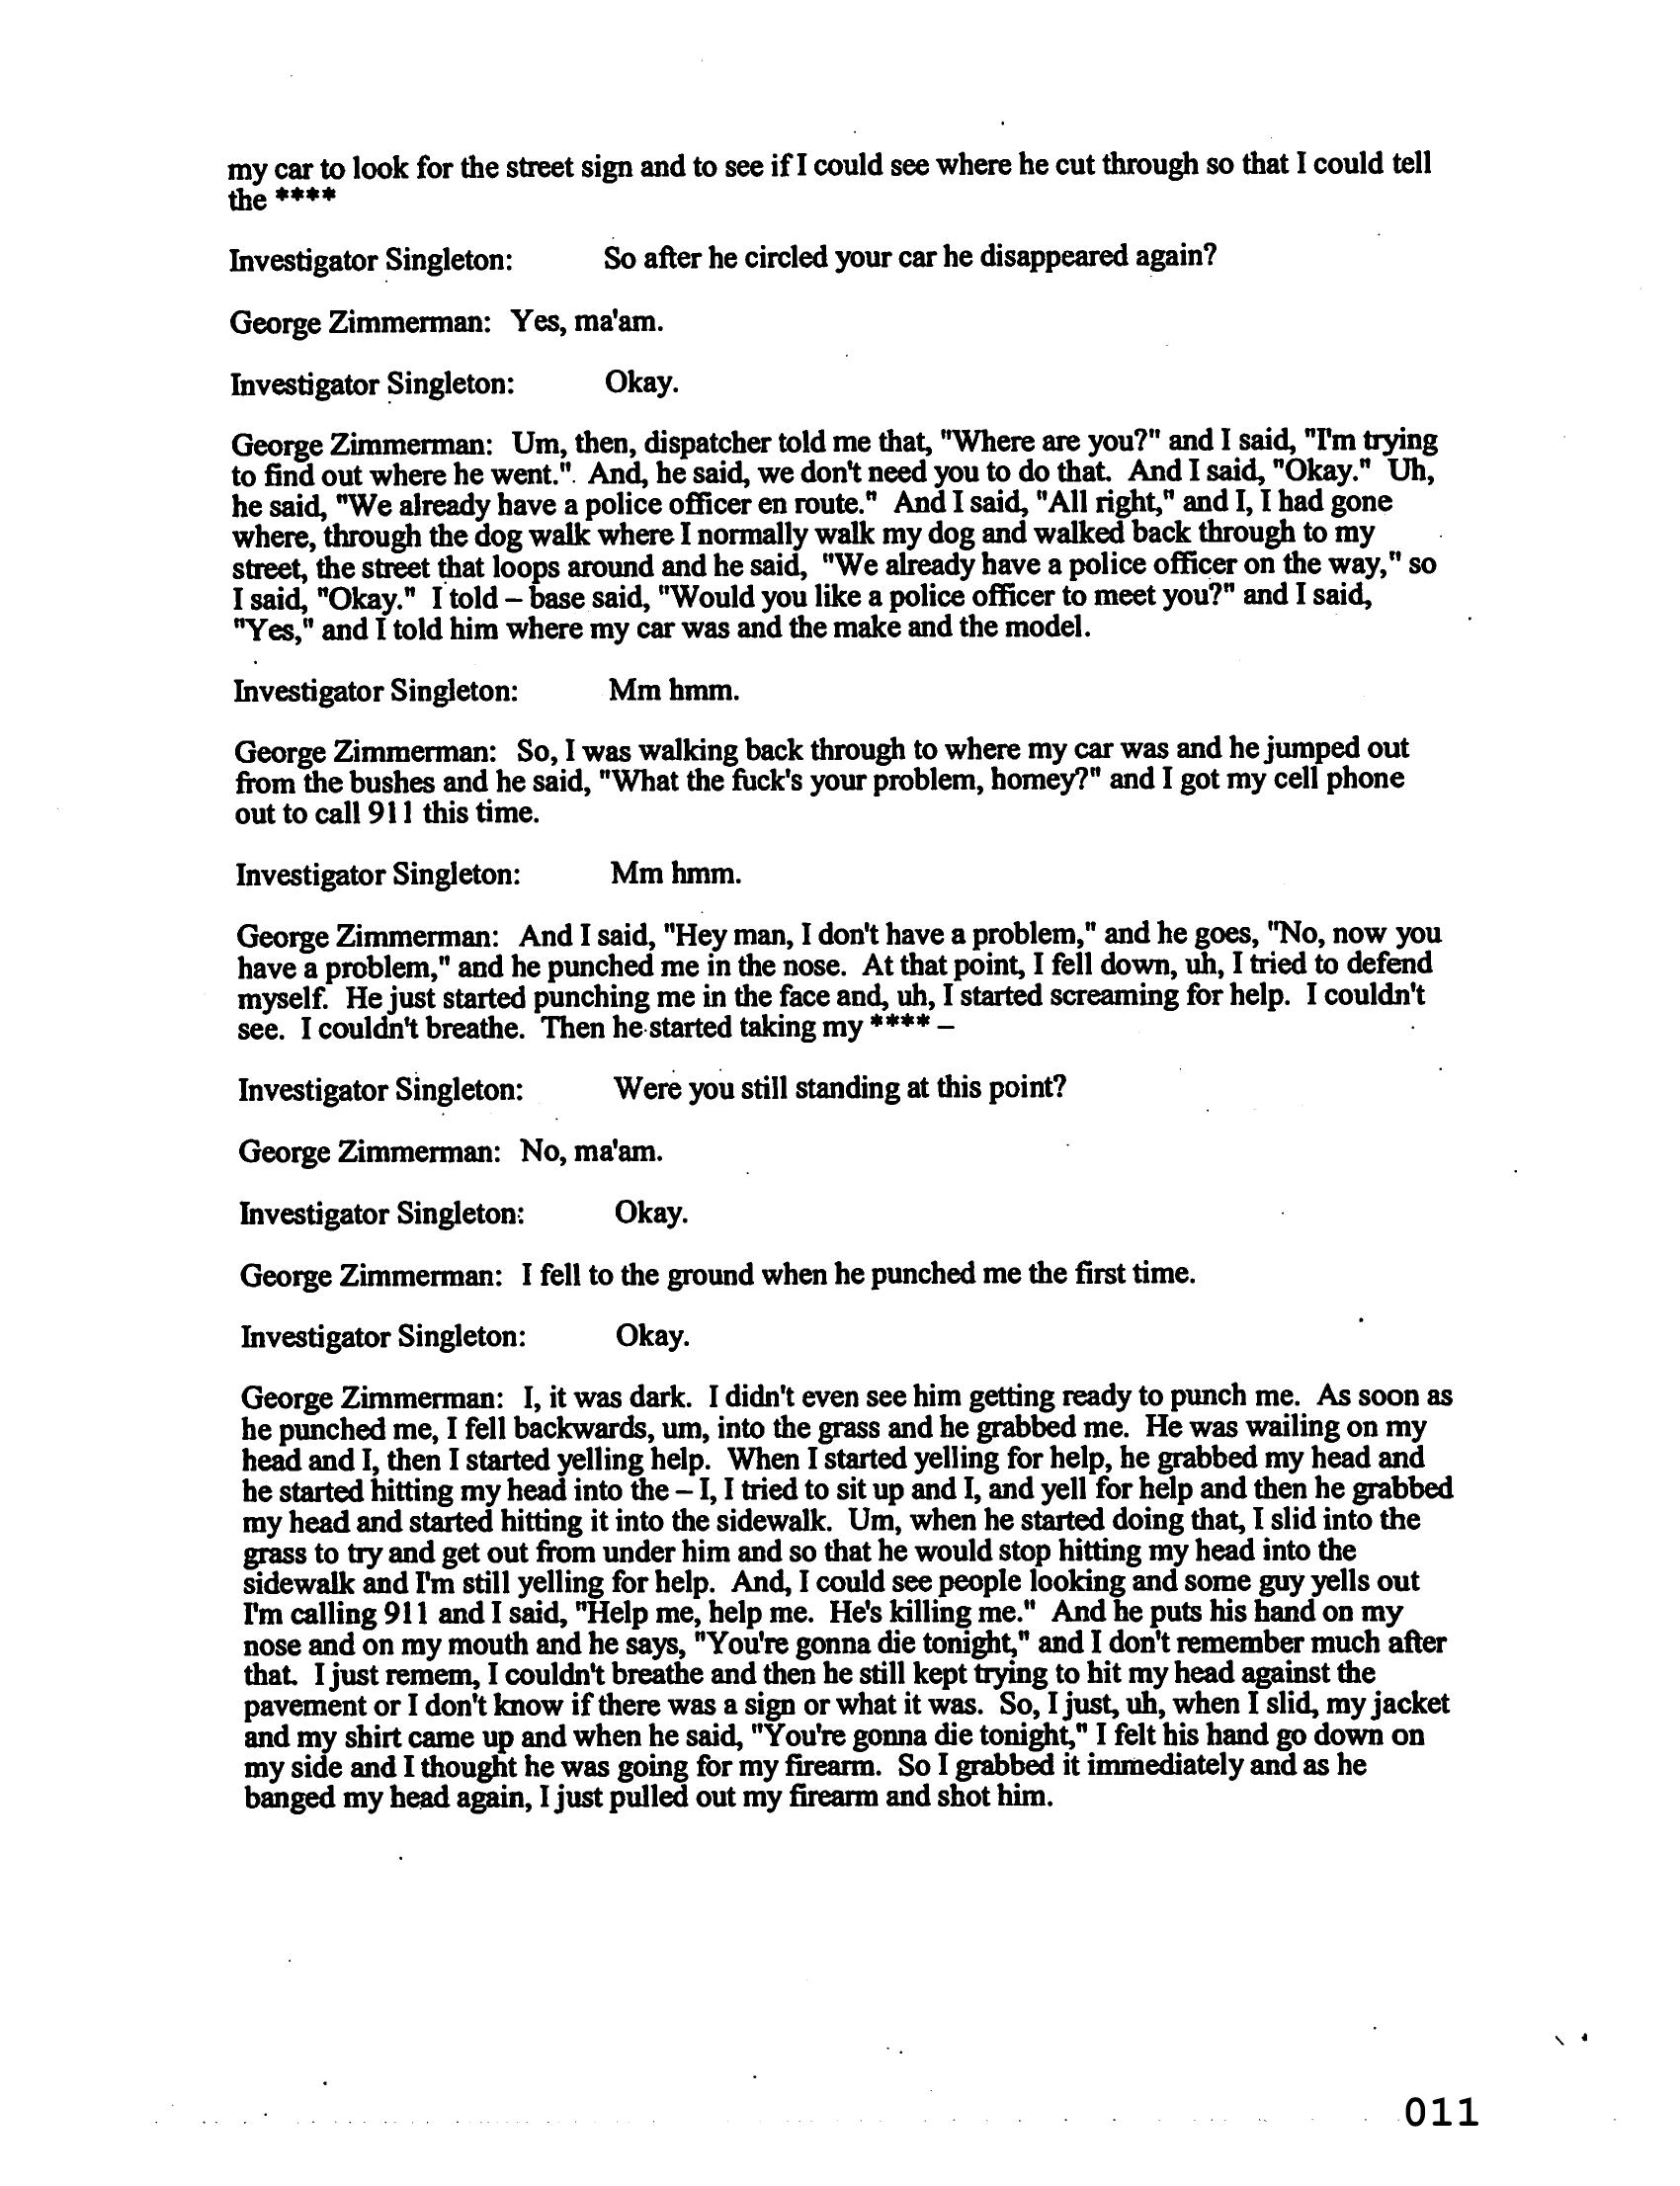 my car to look for the street sign and to see if I could see where he cut through so that I could tell
the ****
Investigator Singleton: So after he circled your car he disappeared again?
George Zimmerman: Yes, ma'am.
Investigator Singleton: Okay.
George Zimmerman: Um, then, dispatcher told me that, "Where are you?" and I said, "I'm trying
to find out where he went." And, he said, we don't need you to do that. And I said, "Okay." Uh,
he said, "We already have a police officer en route." And I said, "All right," and I, I had gone
where, through the dog walk where I normally walk my dog and walked back through to my
street, the street that loops around and he said, "We already have a police officer on the way," so
I said, "Okay." I told – base said, "Would you like a police officer to meet you?" and I said,
"Yes," and I told him where my car was and the make and the model.
Investigator Singleton: Mm hmm.
George Zimmerman: So, I was walking back through to where my car was and he jumped out
from the bushes and he said, "What the fuck's your problem, homey?" and I got my cell phone
out to call 911 this time.
Investigator Singleton: Mm hmm.
George Zimmerman: And I said, "Hey man, I don't have a problem," and he goes, "No, now you
have a problem," and he punched me in the nose. At that point, I fell down, uh, I tried to defend
myself. He just started punching me in the face and, uh, I started screaming for help. I couldn't
see. I couldn't breathe. Then he started taking my **** –
Investigator Singleton: Were you still standing at this point?
George Zimmerman: No, ma'am.
Investigator Singleton: Okay.
George Zimmerman: I fell to the ground when he punched me the first time.
Investigator Singleton: Okay.
George Zimmerman: I, it was dark. I didn't even see him getting ready to punch me. As soon as
he punched me, I fell backwards, um, into the grass and he grabbed me. He was wailing on my
head and I, then I started yelling help. When I started yelling for help, he grabbed my head and
he started hitting my head into the – I, I tried to sit up and I, and yell for help and then he grabbed
my head and started hitting it into the sidewalk. Um, when he started doing that, I slid into the
grass to try and get out from under him and so that he would stop hitting my head into the
sidewalk and I'm still yelling for help. And, I could see people looking and some guy yells out
I'm calling 911 and I said, "Help me, help me. He's killing me." And he puts his hand on my
nose and on my mouth and he says, "You're gonna die tonight," and I don't remember much after
that. I just remem, I couldn't breathe and then he still kept trying to hit my head against the
pavement or I don't know if there was a sign or what it was. So, I just, uh, when I slid, my jacket
and my shirt came up and when he said, "You're gonna die tonight," I felt his hand go down on
my side and I thought he was going for my firearm. So I grabbed it immediately and as he
banged my head again, I just pulled out my firearm and shot him.
011